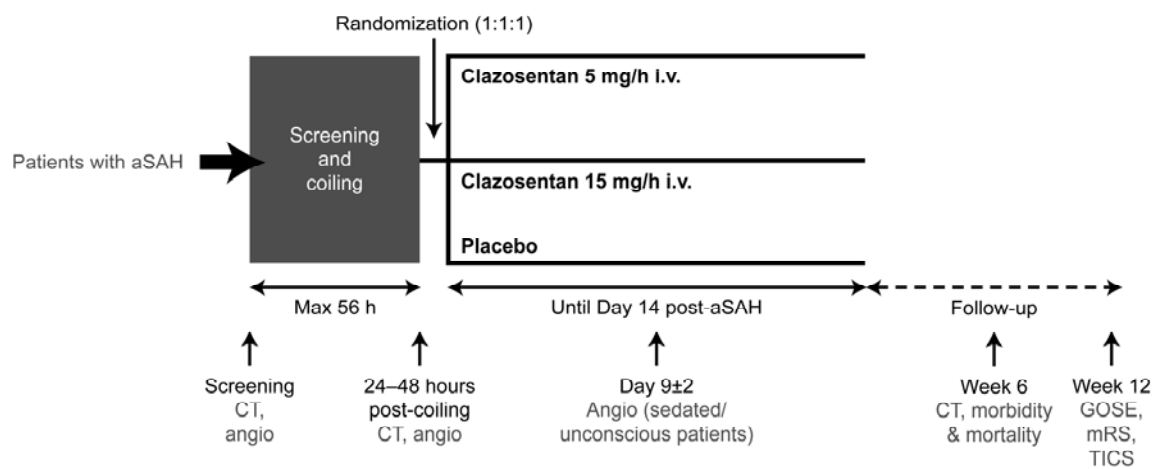 Randomization (1:1:1)
Clazosentan 5 mg/h i.v.
Screening
and
coiling
Patients with aSAH
Clazosentan 15 mg/h i.v.
Placebo
Max 56 h
Until Day 14 post-aSAH
Follow-up
Screening
CT,
angio
24–48 hours
post-coiling
CT, angio
Day 9±2
Angio (sedated/
unconscious patients)
Week 6
CT, morbidity
& mortality
Week 12
GOSE,
mRS,
TICS